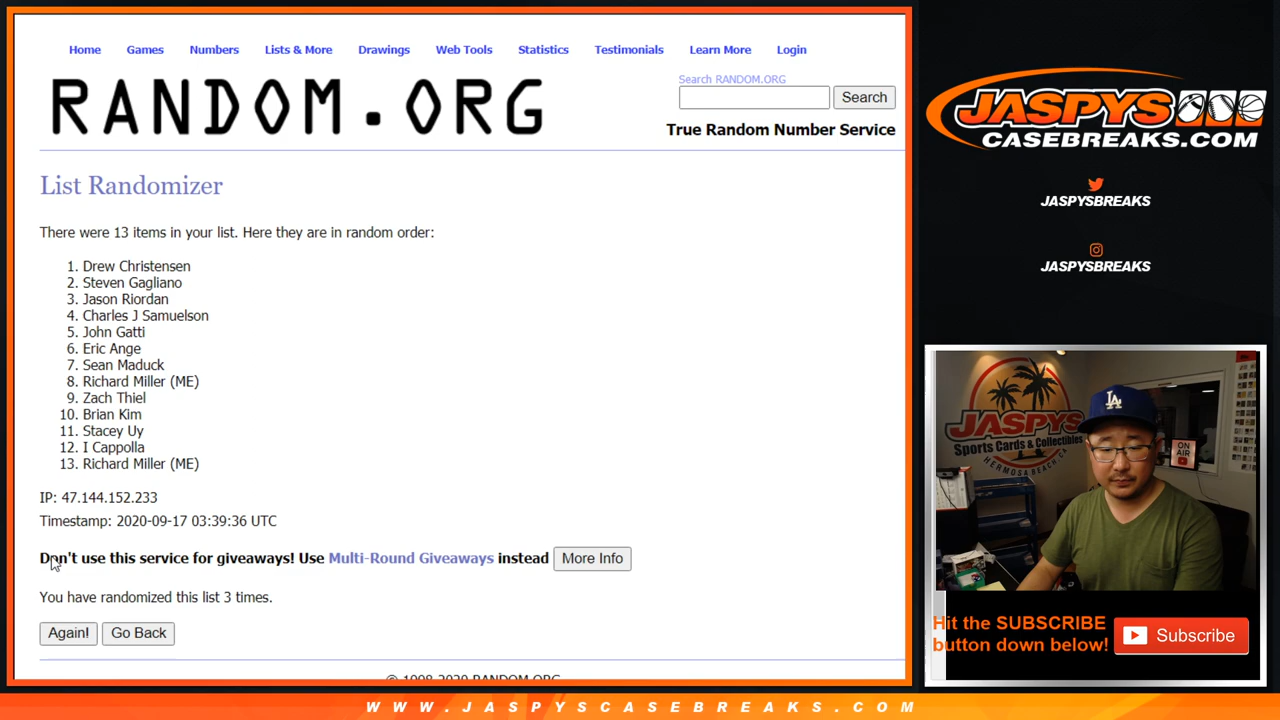 Home Games Numbers Lists & More Drawings Web Tools Statistics Testimonials Learn More Login
RANDOM.ORG
Search RANDOM.ORG
Search
True Random Number Service
List Randomizer
There were 13 items in your list. Here they are in random order:
1. Drew Christensen
2. Steven Gagliano
3. Jason Riordan
4. Charles J Samuelson
5. John Gatti
6. Eric Ange
7. Sean Maduck
8. Richard Miller (ME)
9. Zach Thiel
10. Brian Kim
11. Stacey Uy
12. I Cappolla
13. Richard Miller (ME)
IP: 47.144.152.233
Timestamp: 2020-09-17 03:39:36 UTC
Don't use this service for giveaways! Use Multi-Round Giveaways instead More Info
You have randomized this list 3 times.
Again! Go Back
© 1998-2020 RANDOM.ORG
JASPYS
CASEBREAKS.COM
JASPYSBREAKS
JASPYSBREAKS
JASPYS
Sports Cards & Collectibles
HERMOSA BEACH, CA
ON
AIR
LA
Hit the SUBSCRIBE
button down below!
Subscribe
WWW.JASPYSCASEBREAKS.COM